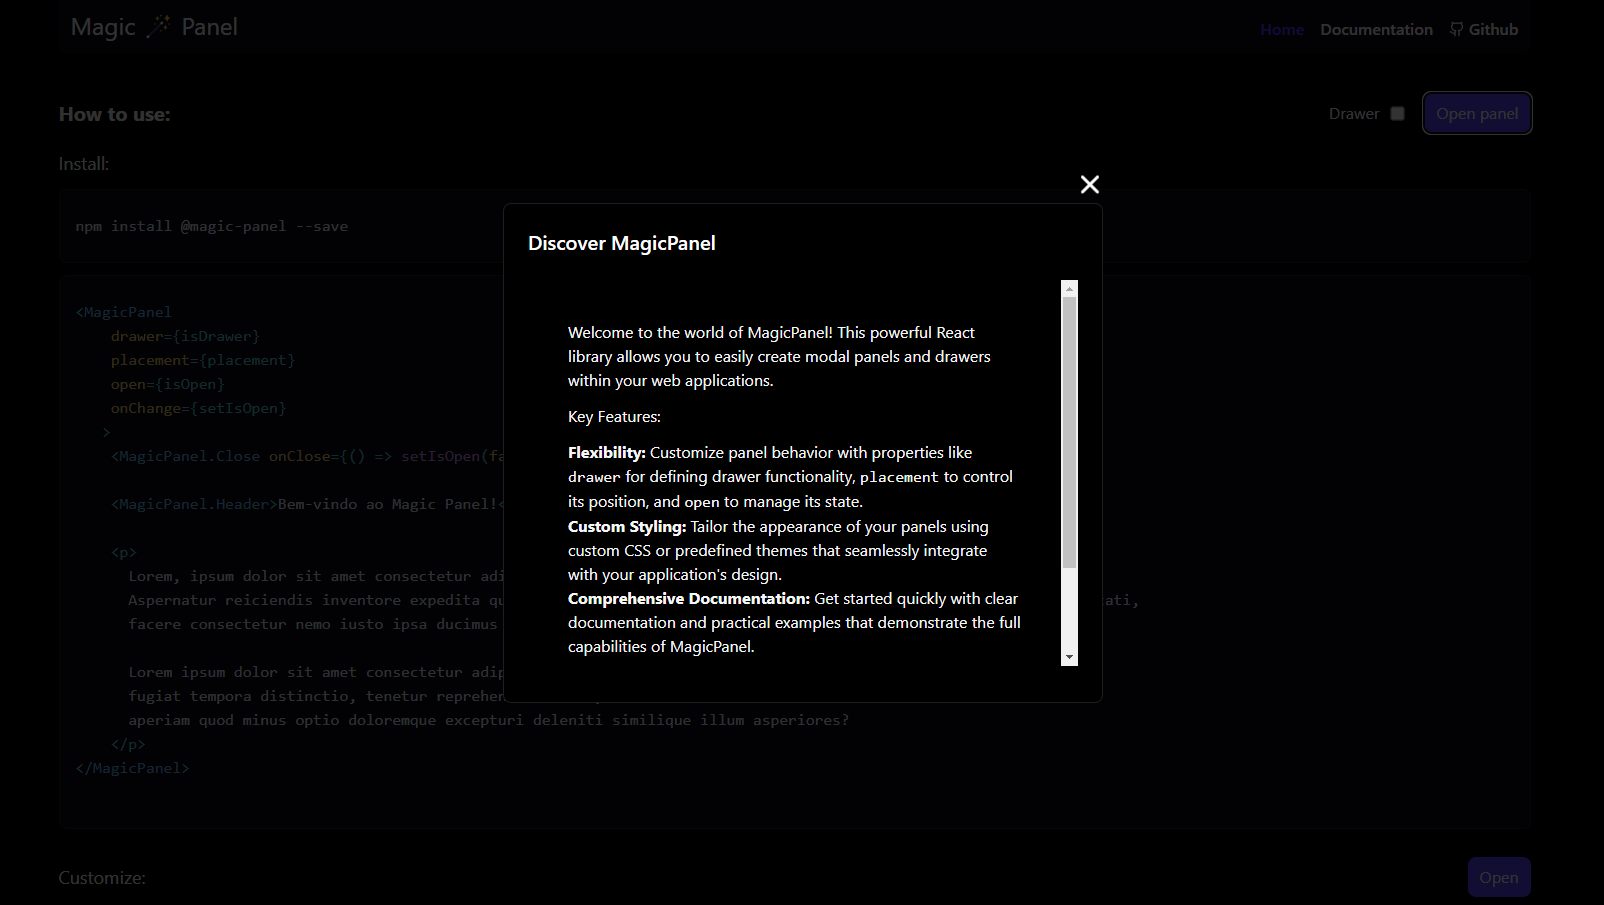 Magic 🪄 Panel
Home Documentation Github
How to use:
Drawer Open panel
Install:
npm install @magic-panel --save
<MagicPanel
drawer={isDrawer}
placement={placement}
open={isOpen}
onChange={setIsOpen}
>
<MagicPanel.Close onClose={() => setIsOpen(fa
<MagicPanel.Header>Bem-vindo ao Magic Panel!<
<p>
Lorem, ipsum dolor sit amet consectetur adi
Aspernatur reiciendis inventore expedita qu ati,
facere consectetur nemo iusto ipsa ducimus
Lorem ipsum dolor sit amet consectetur adip
fugiat tempora distinctio, tenetur reprehen
aperiam quod minus optio doloremque excepturi deleniti similique illum asperiores?
</p>
</MagicPanel>
Discover MagicPanel
Welcome to the world of MagicPanel! This powerful React
library allows you to easily create modal panels and drawers
within your web applications.
Key Features:
Flexibility: Customize panel behavior with properties like
drawer for defining drawer functionality, placement to control
its position, and open to manage its state.
Custom Styling: Tailor the appearance of your panels using
custom CSS or predefined themes that seamlessly integrate
with your application's design.
Comprehensive Documentation: Get started quickly with clear
documentation and practical examples that demonstrate the full
capabilities of MagicPanel.
Customize:
Open